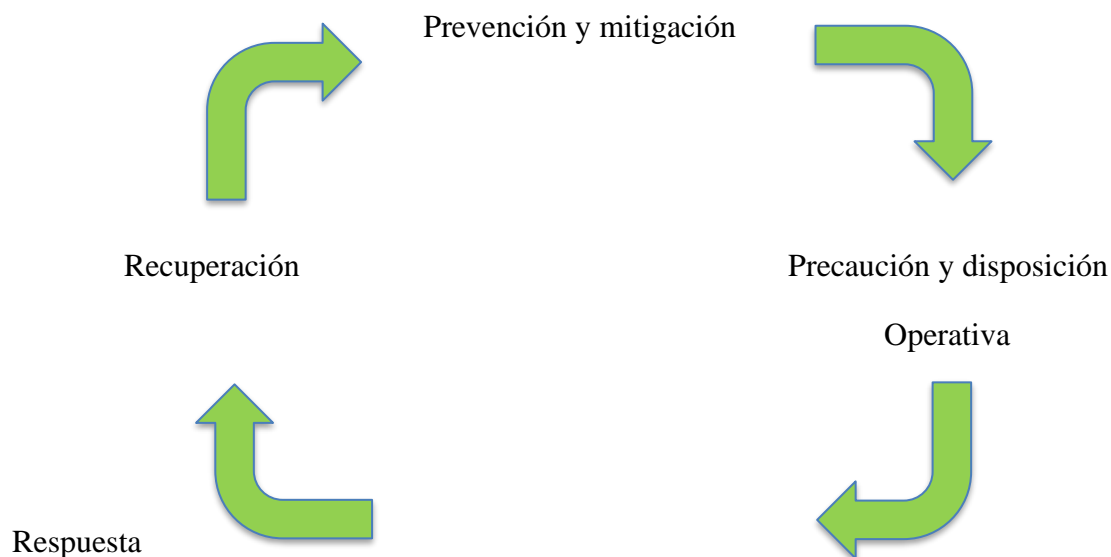 Prevención y mitigación
Recuperación
Precaución y disposición
Operativa
Respuesta